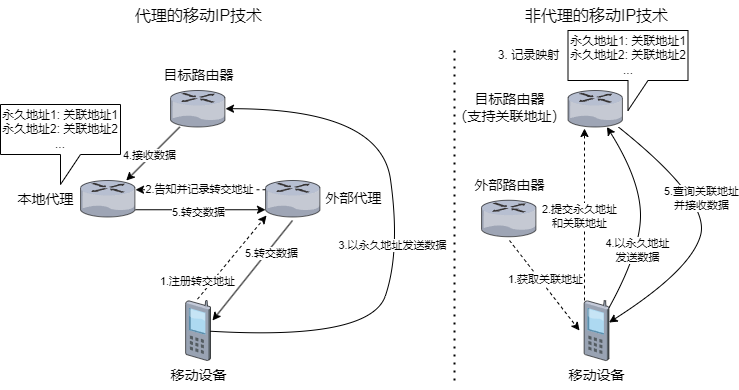 代理的移动IP技术
目标路由器
永久地址1: 关联地址1
永久地址2: 关联地址2
...
4.接收数据
本地代理
2.告知并记录转交地址
外部代理
5.转交数据
3.以永久地址发送数据
5.转交数据
1.注册转交地址
移动设备
非代理的移动IP技术
3. 记录映射
永久地址1: 关联地址1
永久地址2: 关联地址2
...
目标路由器
(支持关联地址)
外部路由器
5.查询关联地址
并接收数据
2.提交永久地址
和关联地址
4.以永久地址
发送数据
1.获取关联地址
移动设备